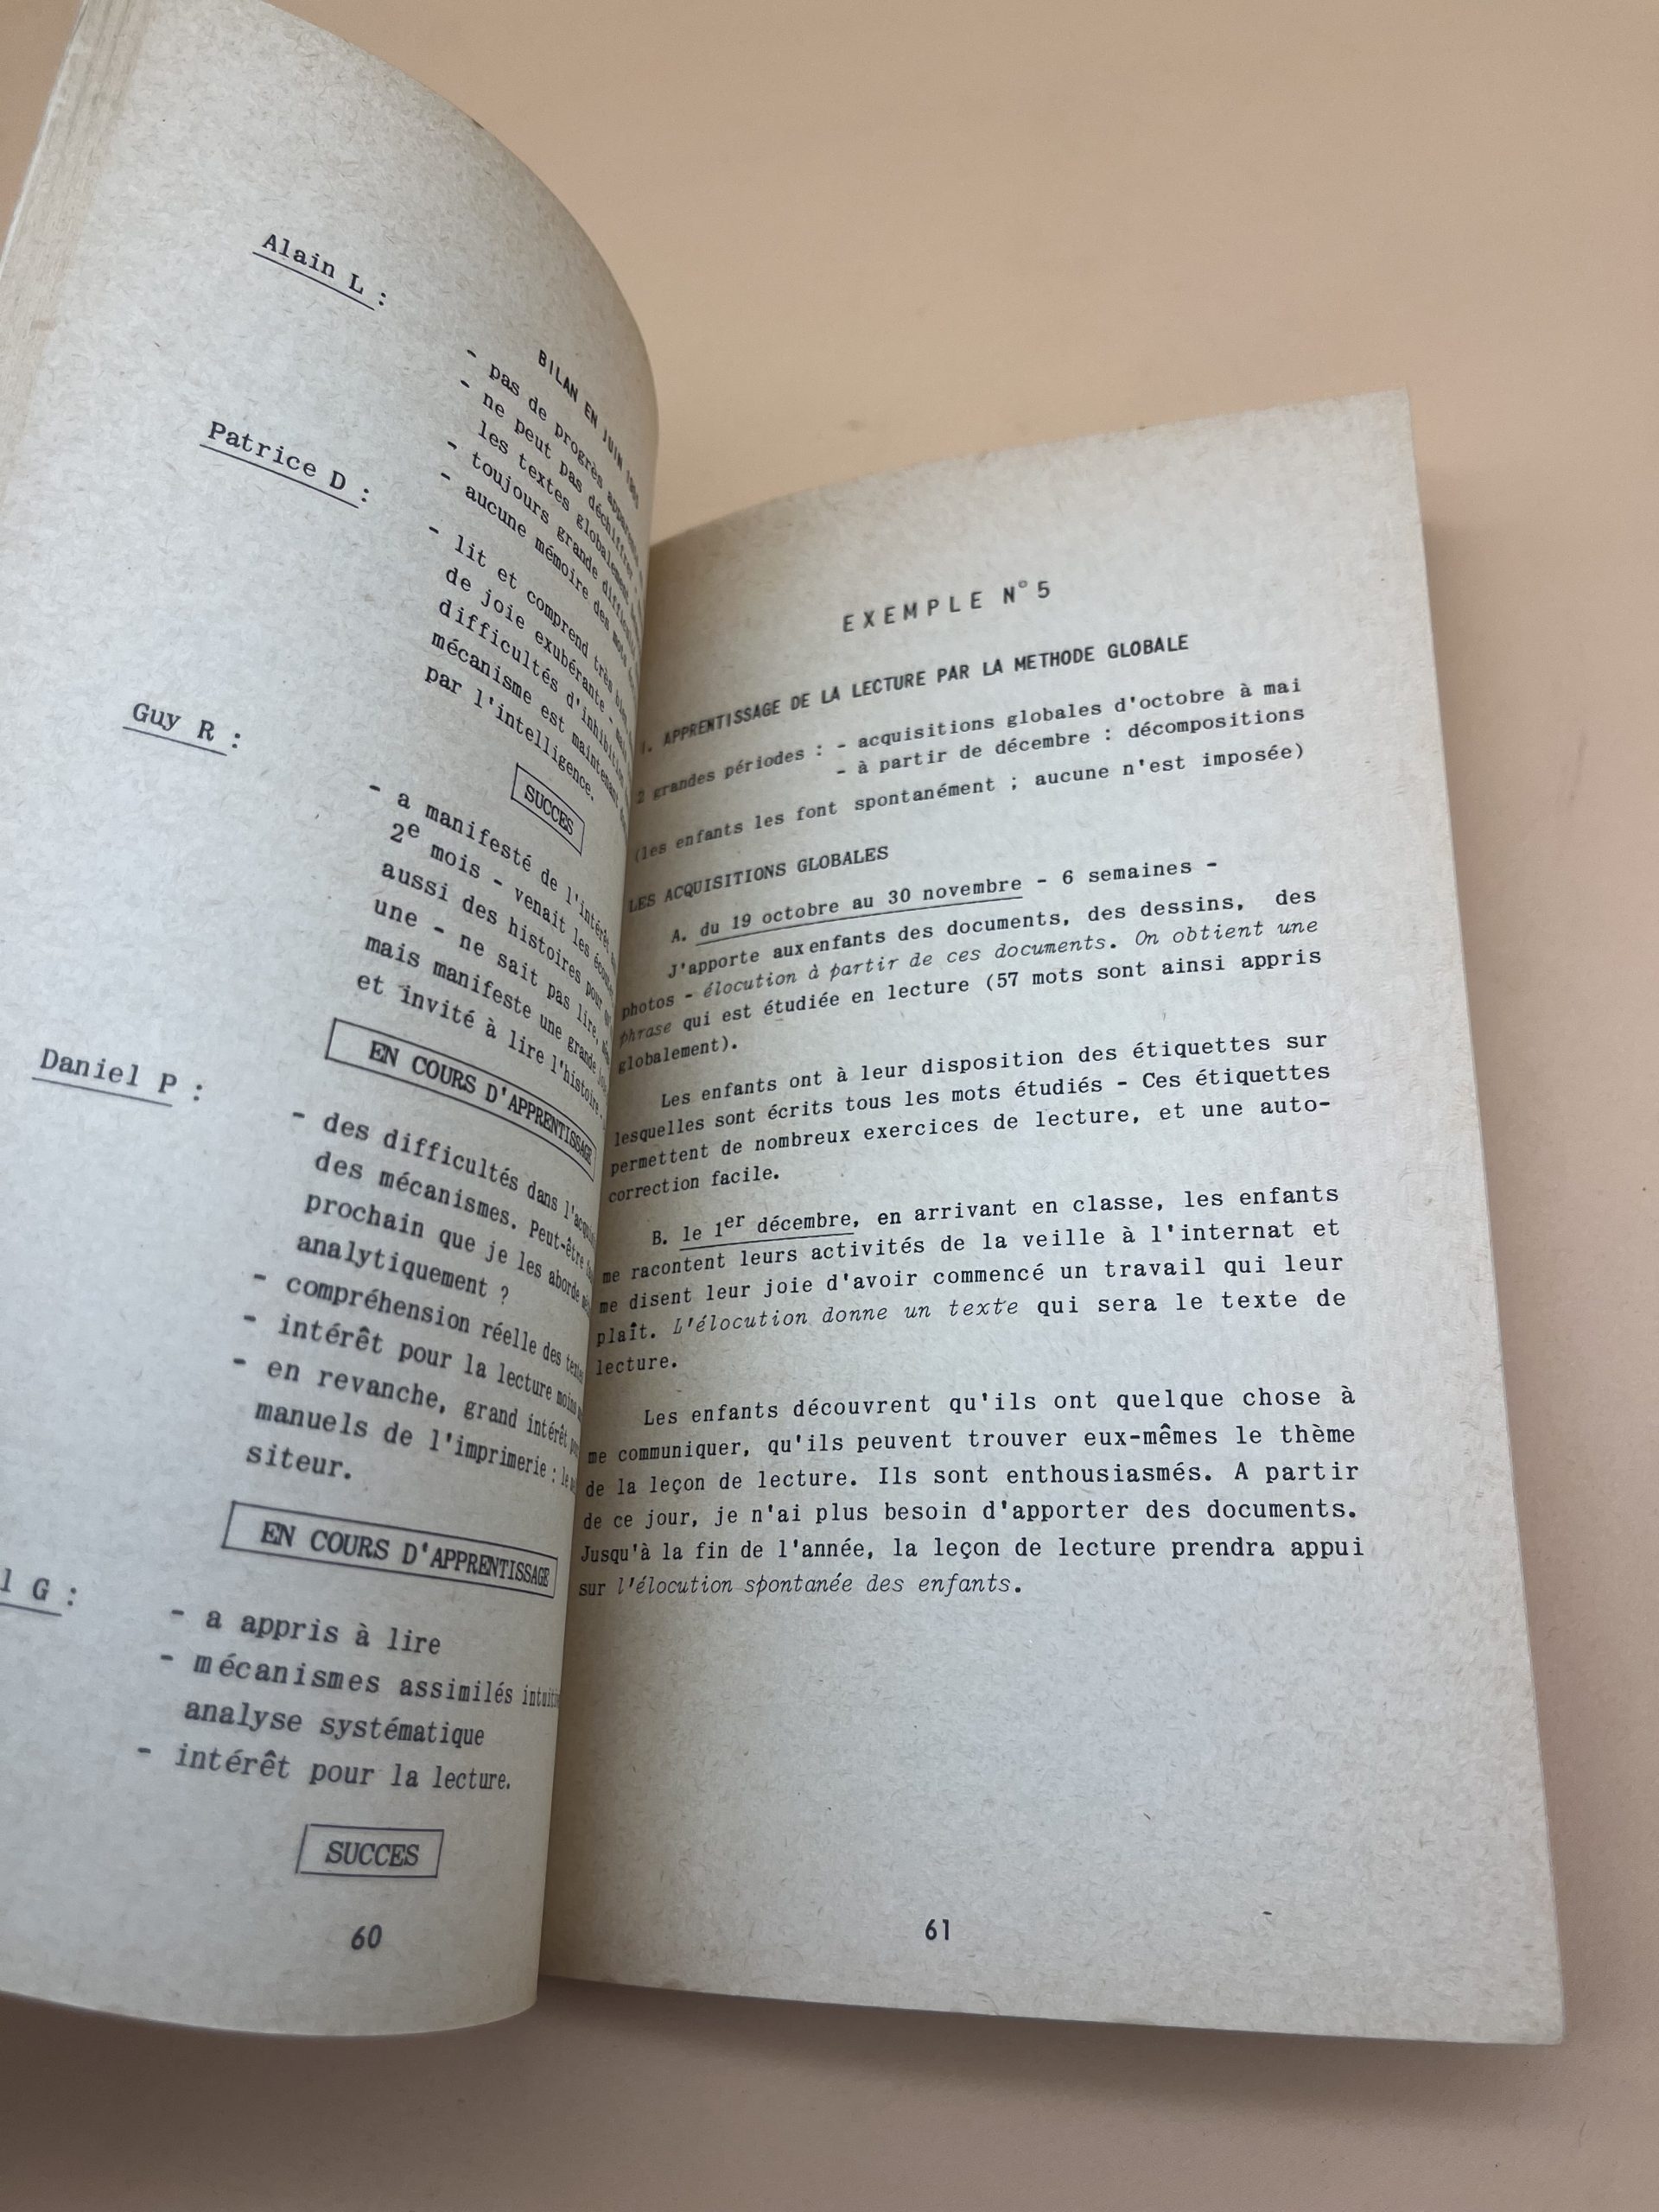 BILAN EN JUIN
Alain L :
- pas de progrès
- ne peut pas déchiffrer
les textes globalement
- toujours grande
- aucune mémoire des mots
Patrice D :
- lit et comprend très bien
de joie exubérante -
difficultés d'inhibition
mécanisme est maintenant
par l'intelligence.
SUCCES
Guy R :
- a manifesté de l'intérêt
2e mois - venait les
aussi des histoires pour
une - ne sait pas lire,
mais manifeste une grande joie
et invité à lire l'histoire.
EN COURS D'APPRENTISSAGE
Daniel P :
- des difficultés dans
des mécanismes. Peut-être
prochain que je les aborde
analytiquement ?
- compréhension réelle des textes
- intérêt pour la lecture moins
- en revanche, grand intérêt
manuels de l'imprimerie :
siteur.
EN COURS D'APPRENTISSAGE
l G :
- a appris à lire
- mécanismes assimilés
analyse systématique
- intérêt pour la lecture.
SUCCES
60
EXEMPLE N° 5
I. APPRENTISSAGE DE LA LECTURE PAR LA METHODE GLOBALE
2 grandes périodes : - acquisitions globales d'octobre à mai
- à partir de décembre : décompositions
(les enfants les font spontanément ; aucune n'est imposée)
LES ACQUISITIONS GLOBALES
A. du 19 octobre au 30 novembre - 6 semaines -
J'apporte aux enfants des documents, des dessins, des
photos - élocution à partir de ces documents. On obtient une
phrase qui est étudiée en lecture (57 mots sont ainsi appris
globalement).
Les enfants ont à leur disposition des étiquettes sur
lesquelles sont écrits tous les mots étudiés - Ces étiquettes
permettent de nombreux exercices de lecture, et une auto-
correction facile.
B. le 1er décembre, en arrivant en classe, les enfants
me racontent leurs activités de la veille à l'internat et
me disent leur joie d'avoir commencé un travail qui leur
plaît. L'élocution donne un texte qui sera le texte de
lecture.
Les enfants découvrent qu'ils ont quelque chose à
me communiquer, qu'ils peuvent trouver eux-mêmes le thème
de la leçon de lecture. Ils sont enthousiasmés. A partir
de ce jour, je n'ai plus besoin d'apporter des documents.
Jusqu'à la fin de l'année, la leçon de lecture prendra appui
sur l'élocution spontanée des enfants.
61